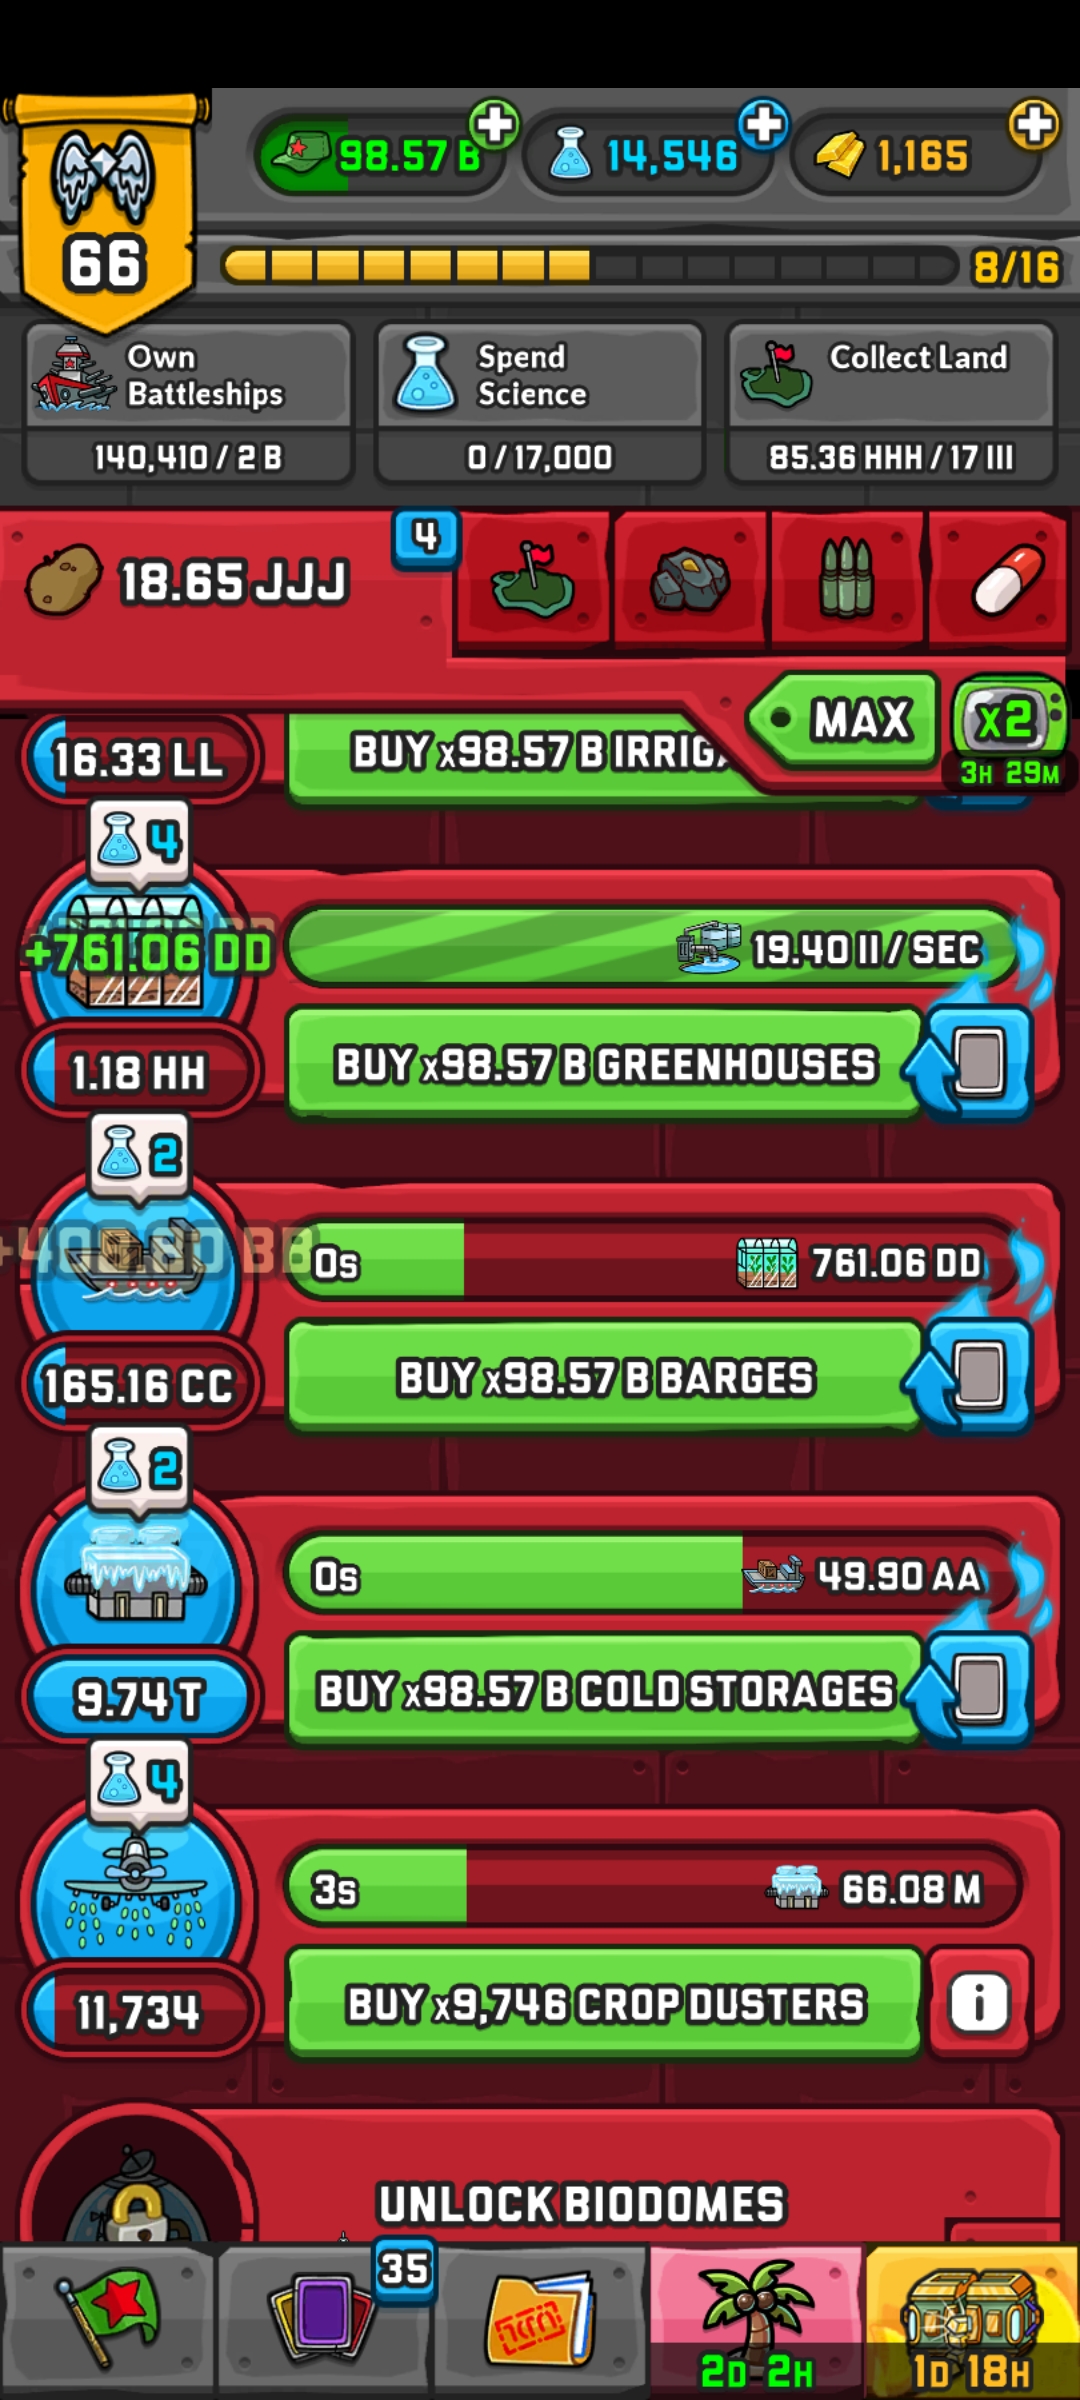 98.57 B
14,546
1,165
66
8/16
Own
Battleships
140,410 / 2 B
Spend
Science
0 / 17,000
Collect Land
85.36 HHH / 17 III
18.65 JJJ
4
MAX
x2
3H 29M
16.33 LL
BUY x98.57 B IRRIG
4
+761.06 DD
19.40 II / SEC
1.18 HH
BUY x98.57 B GREENHOUSES
2
0s
761.06 DD
165.16 CC
BUY x98.57 B BARGES
2
0s
49.90 AA
9.74 T
BUY x98.57 B COLD STORAGES
4
3s
66.08 M
11,734
BUY x9,746 CROP DUSTERS
i
UNLOCK BIODOMES
35
2D 2H
1D 18H